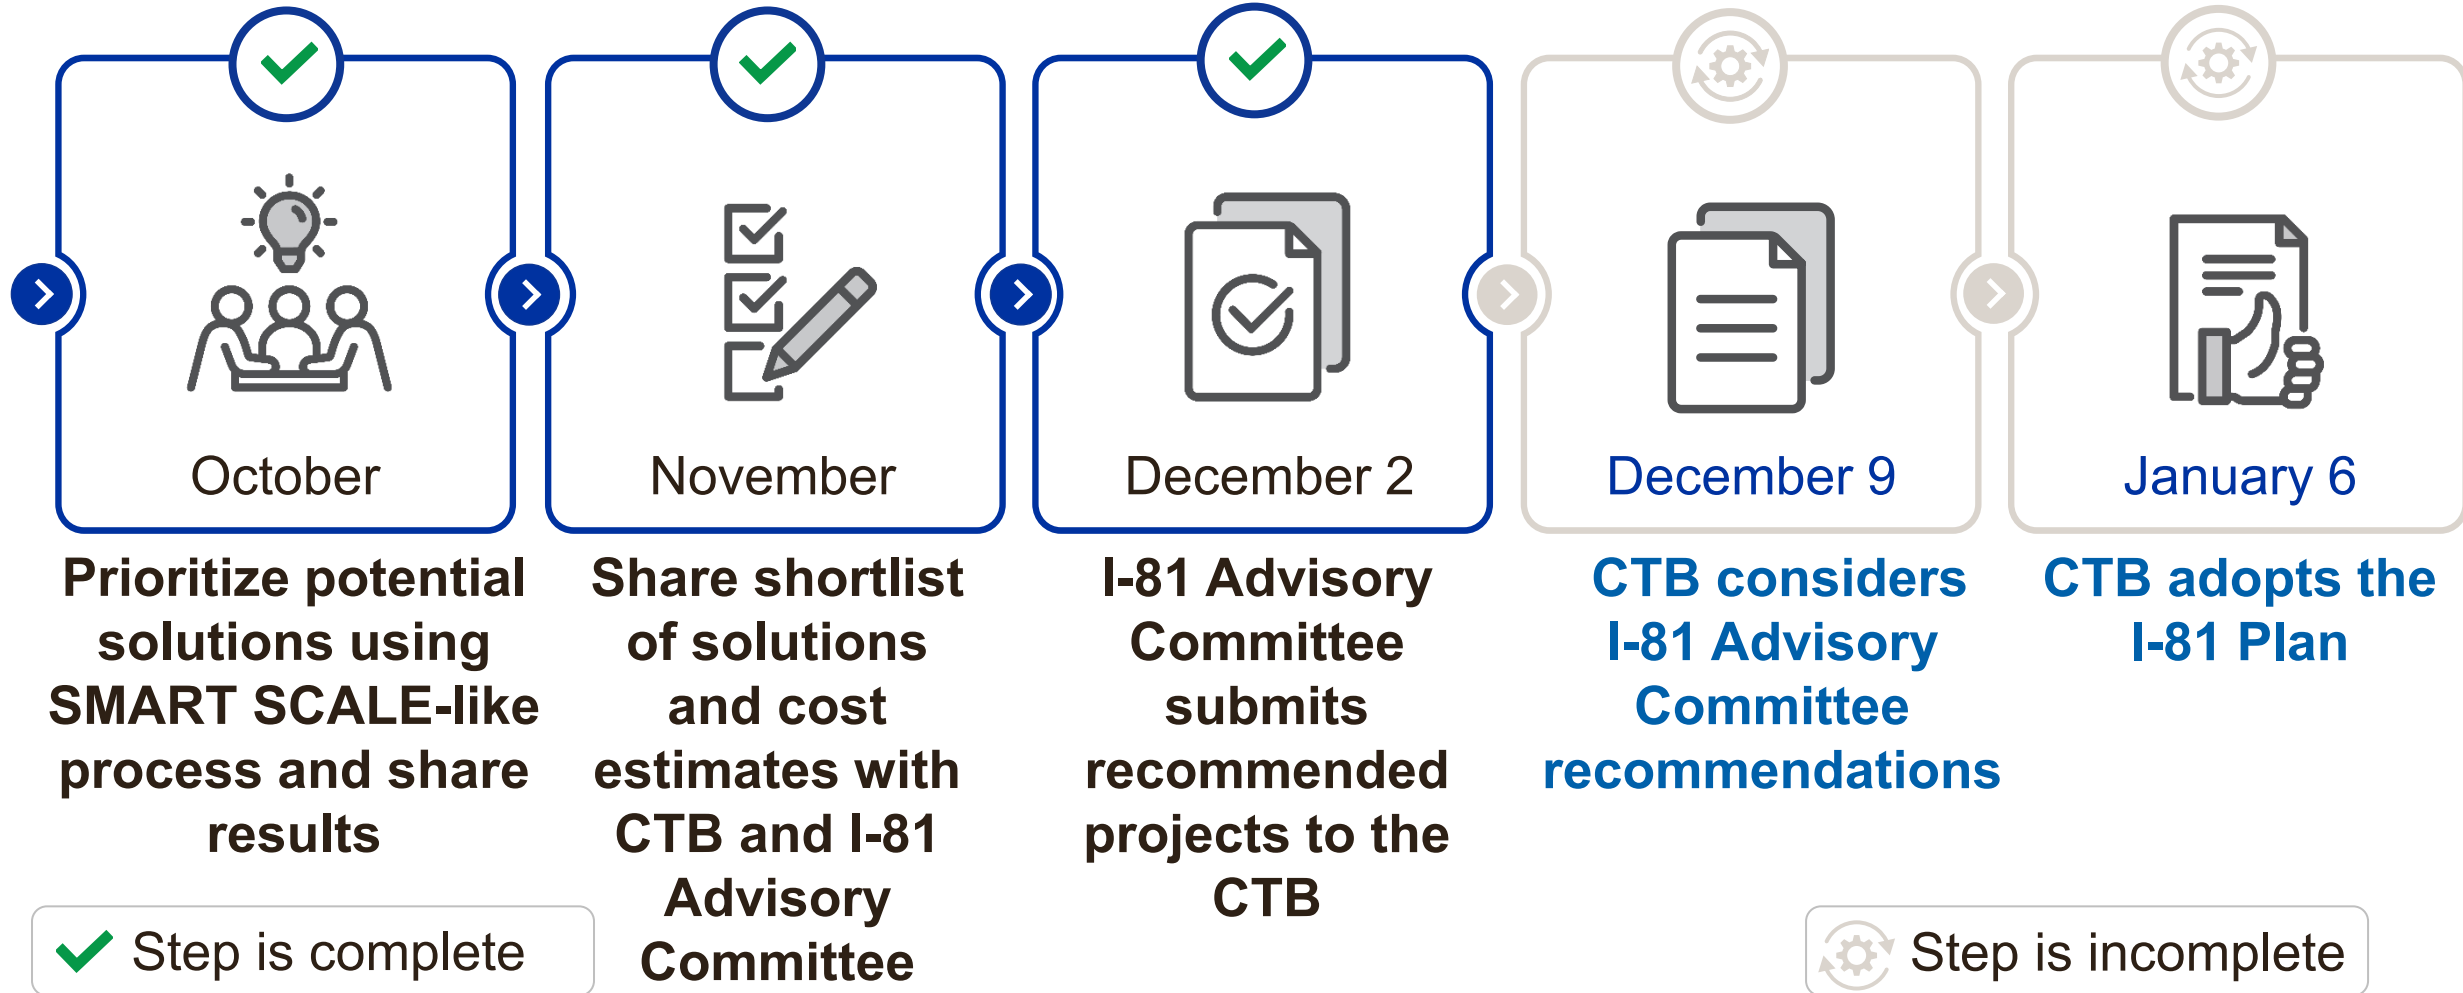 October
Prioritize potential
solutions using
SMART SCALE-like
process and share
results
November
Share shortlist
of solutions
and cost
estimates with
CTB and I-81
Advisory
Committee
December 2
I-81 Advisory
Committee
submits
recommended
projects to the
CTB
December 9
CTB considers
I-81 Advisory
Committee
recommendations
January 6
CTB adopts the
I-81 Plan
Step is complete
Step is incomplete